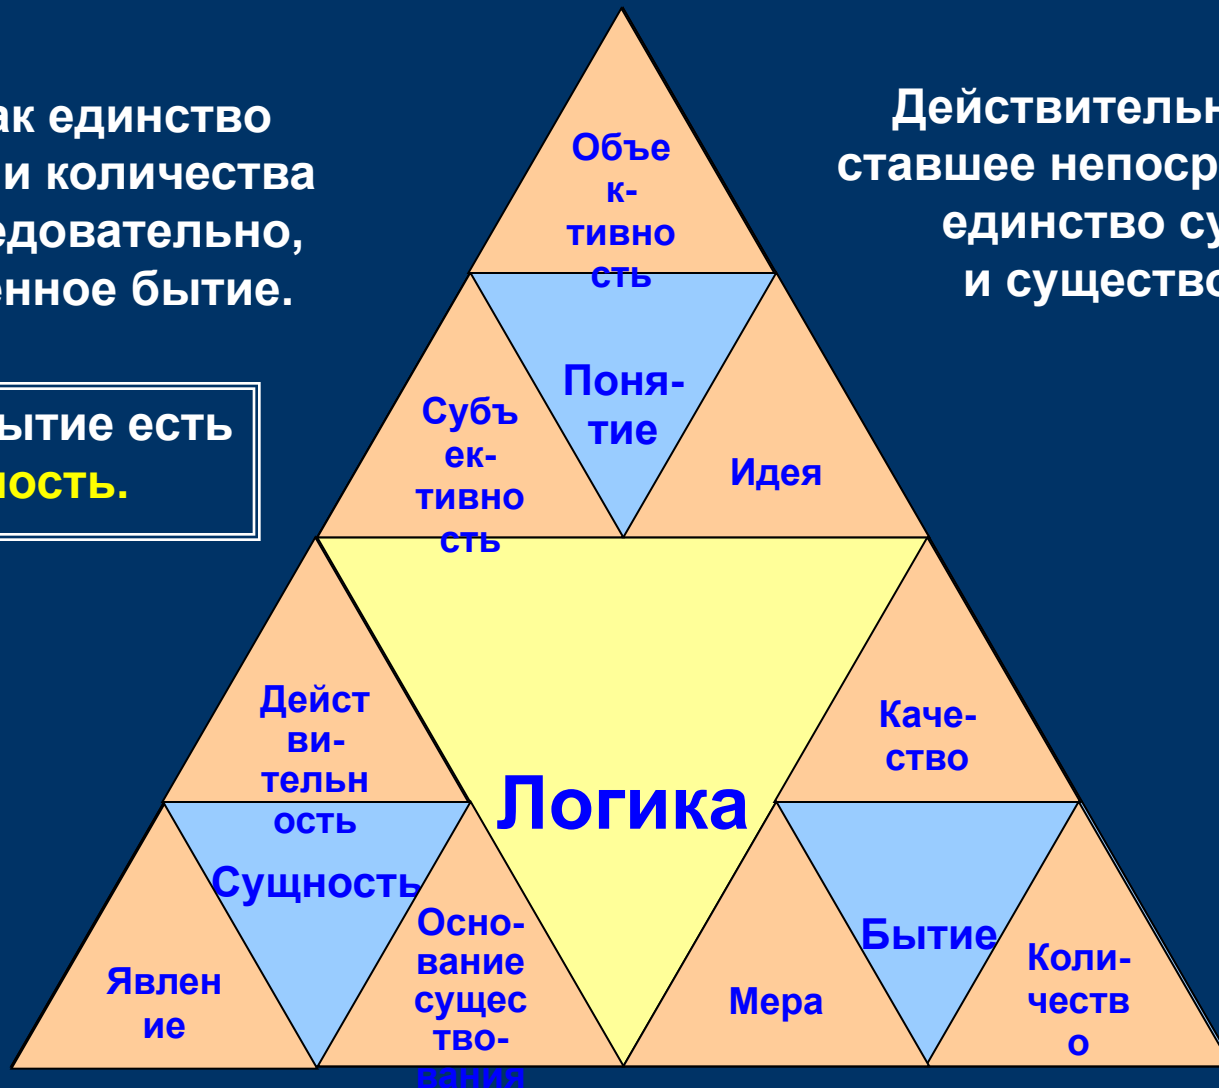 ак единство
и количества
едовательно,
енное бытие.
ытие есть
ность.
Действительн
ставшее непоср
единство су
и существо
Объе
к-
тивно
сть
Поня-
тие
Субъ
ек-
тивно
сть
Идея
Логика
Дейст
ви-
тельн
ость
Сущность
Явлен
ие
Осно-
вание
сущес
тво-
вания
Каче-
ство
Бытие
Мера
Коли-
честв
о